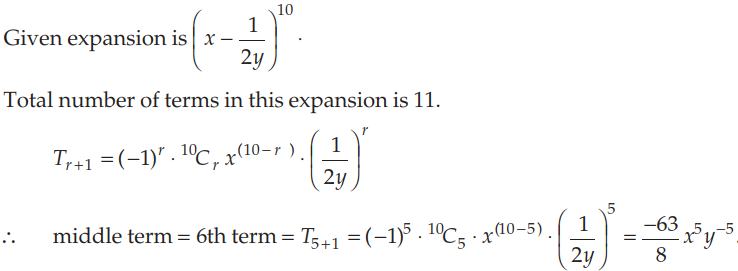 Given expansion is (x − 1/2y)^10 ·
Total number of terms in this expansion is 11.
T_{r+1} = (−1)^r · ^{10}C_r x^{(10−r )} · (1/2y)^r
∴ middle term = 6th term = T_{5+1} = (−1)^5 · ^{10}C_5 · x^{(10−5)} · (1/2y)^5 = −63/8 x^5 y^{−5}.